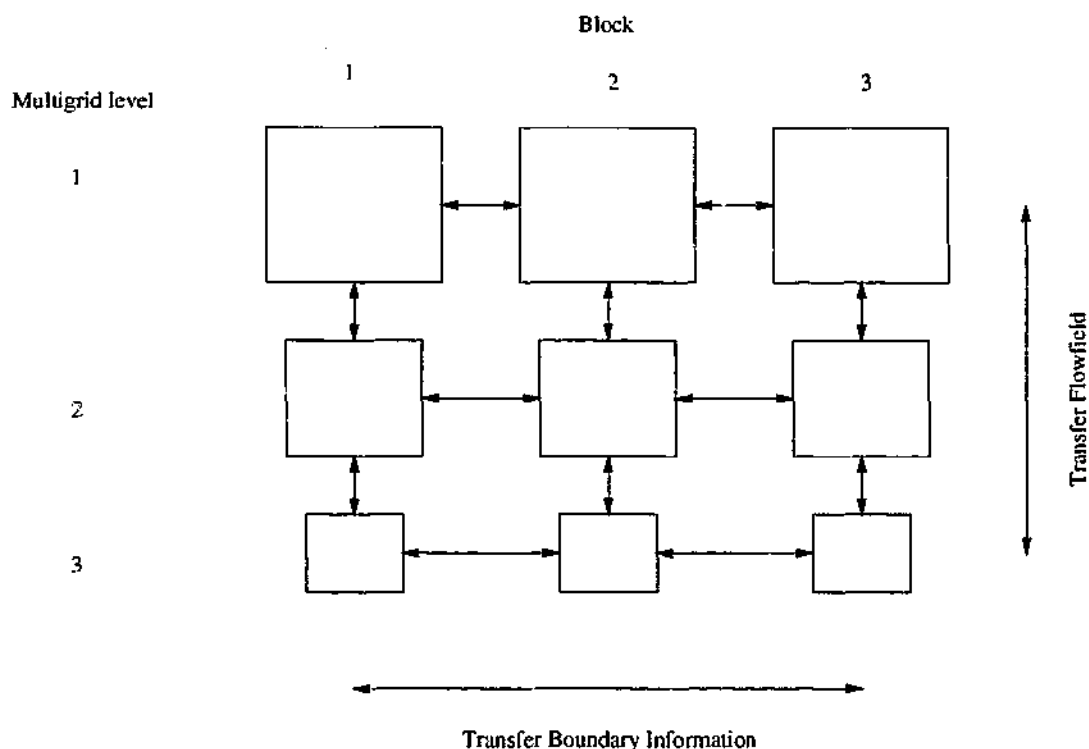 Block
1
2
3
Multigrid level
1
2
3
Transfer Flowfield
Transfer Boundary Information